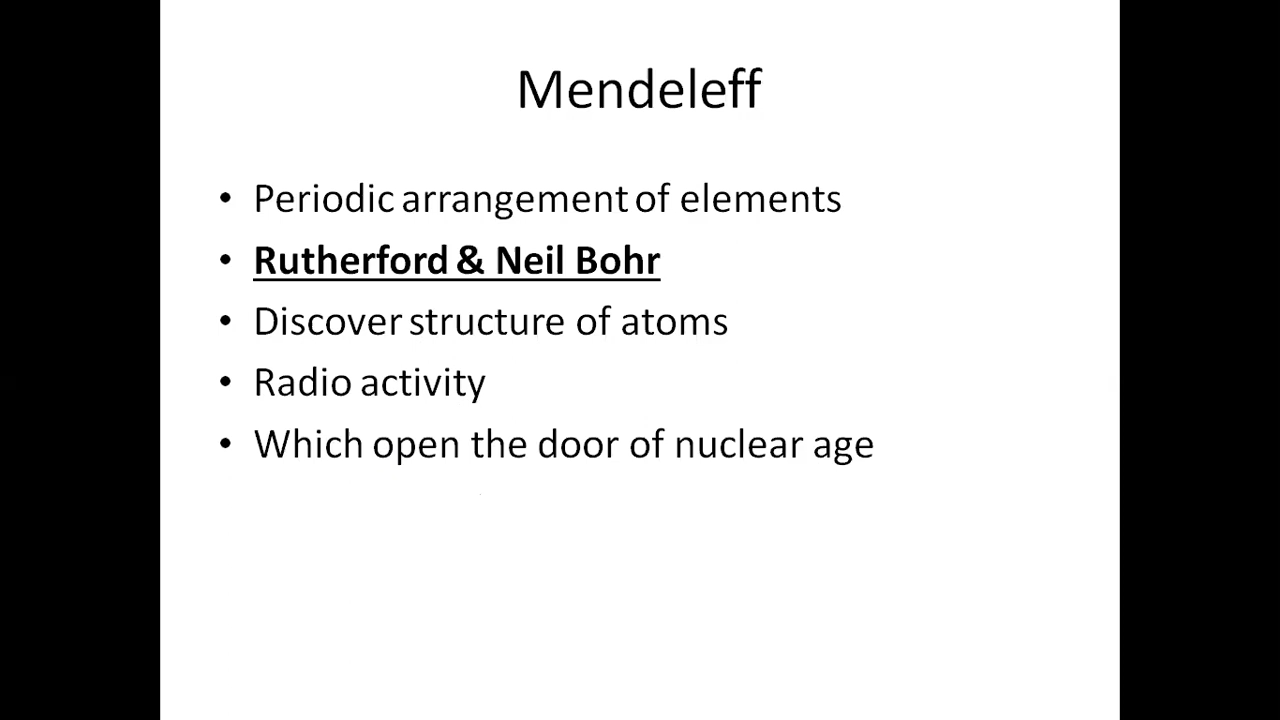 Mendeleff
• Periodic arrangement of elements
• Rutherford & Neil Bohr
• Discover structure of atoms
• Radio activity
• Which open the door of nuclear age